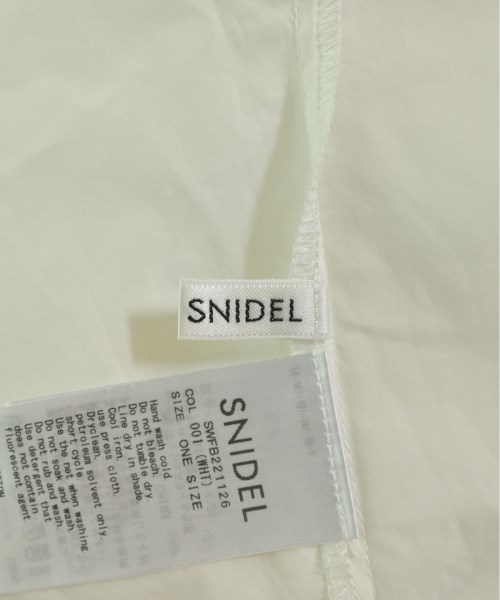 SNIDEL
SNIDEL
SWFB221126
COL 001 (WHT)
SIZE ONE SIZE
Hand wash cold.
Do not bleach.
Do not tumble dry.
Line dry in shade.
Cool iron.
use press cloth.
Dryclean,
petroleum solvent only.
short cycle.
Use the net when washing.
Do not soak and wash.
Do not rub and wash.
Use detergent that
does not contain
fluorescent agent